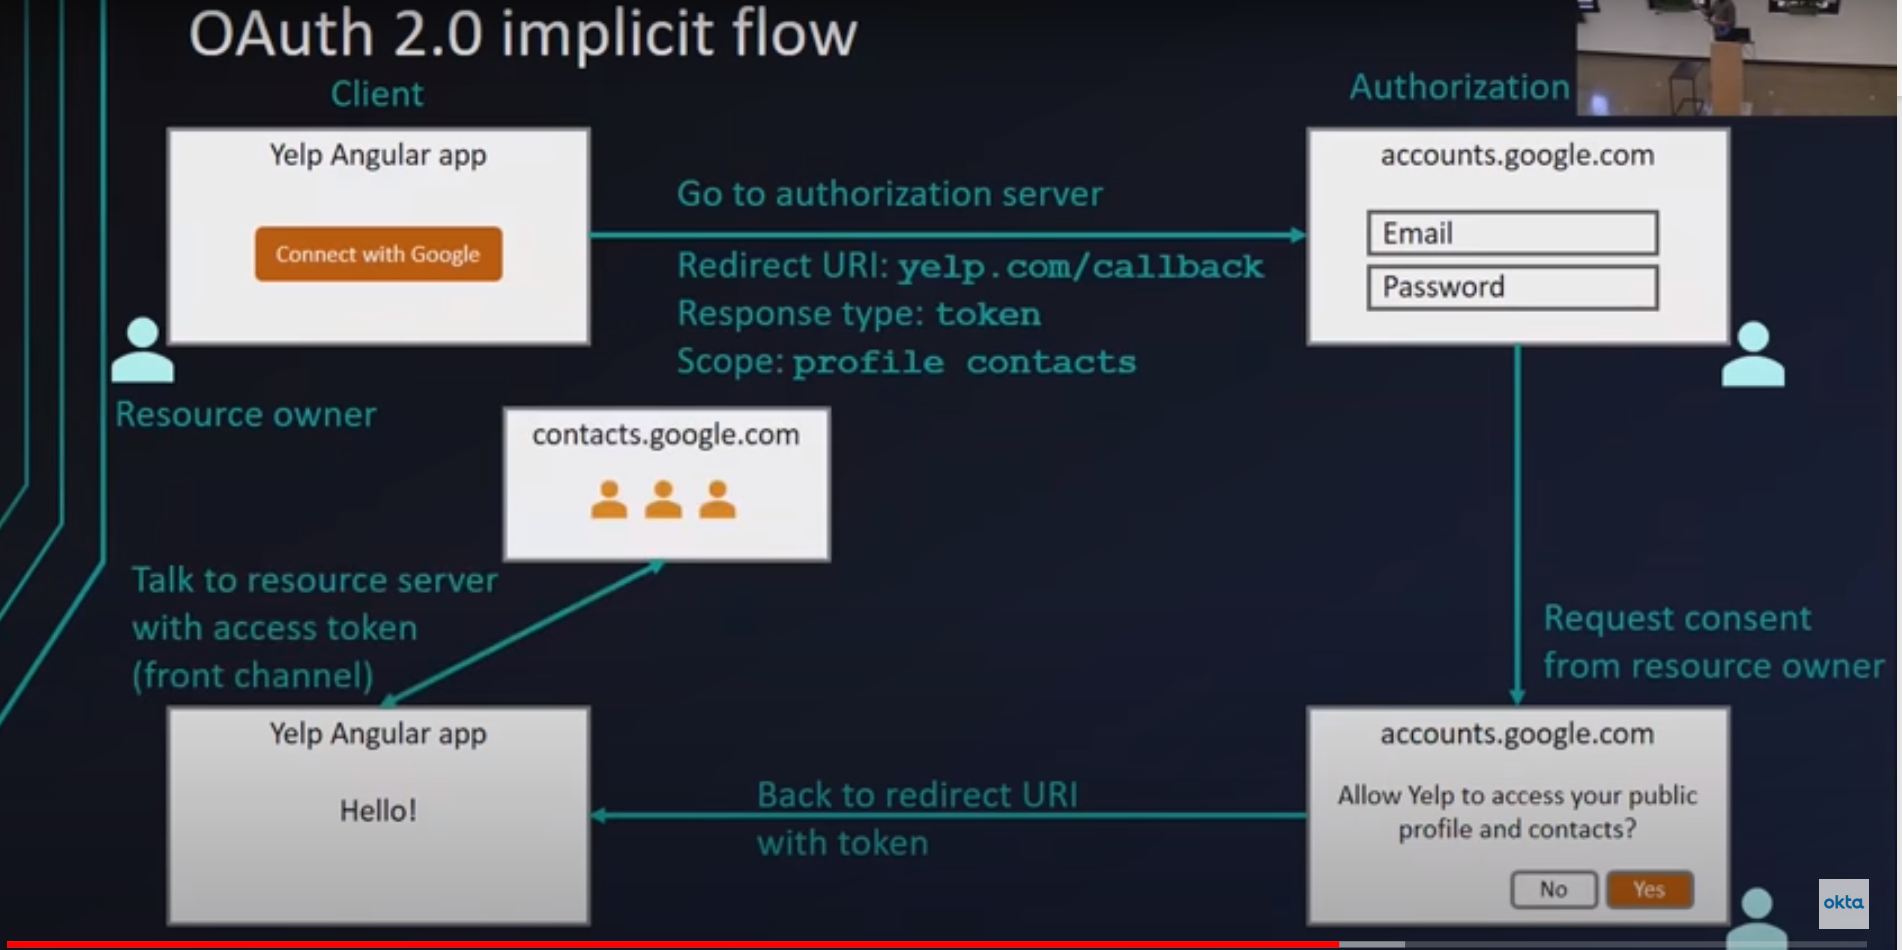 OAuth 2.0 implicit flow
Client
Authorization
Yelp Angular app
Connect with Google
Go to authorization server
Redirect URI: yelp.com/callback
Response type: token
Scope: profile contacts
accounts.google.com
Email
Password
Resource owner
contacts.google.com
Talk to resource server
with access token
(front channel)
Request consent
from resource owner
Yelp Angular app
Hello!
Back to redirect URI
with token
accounts.google.com
Allow Yelp to access your public
profile and contacts?
No
Yes
okta